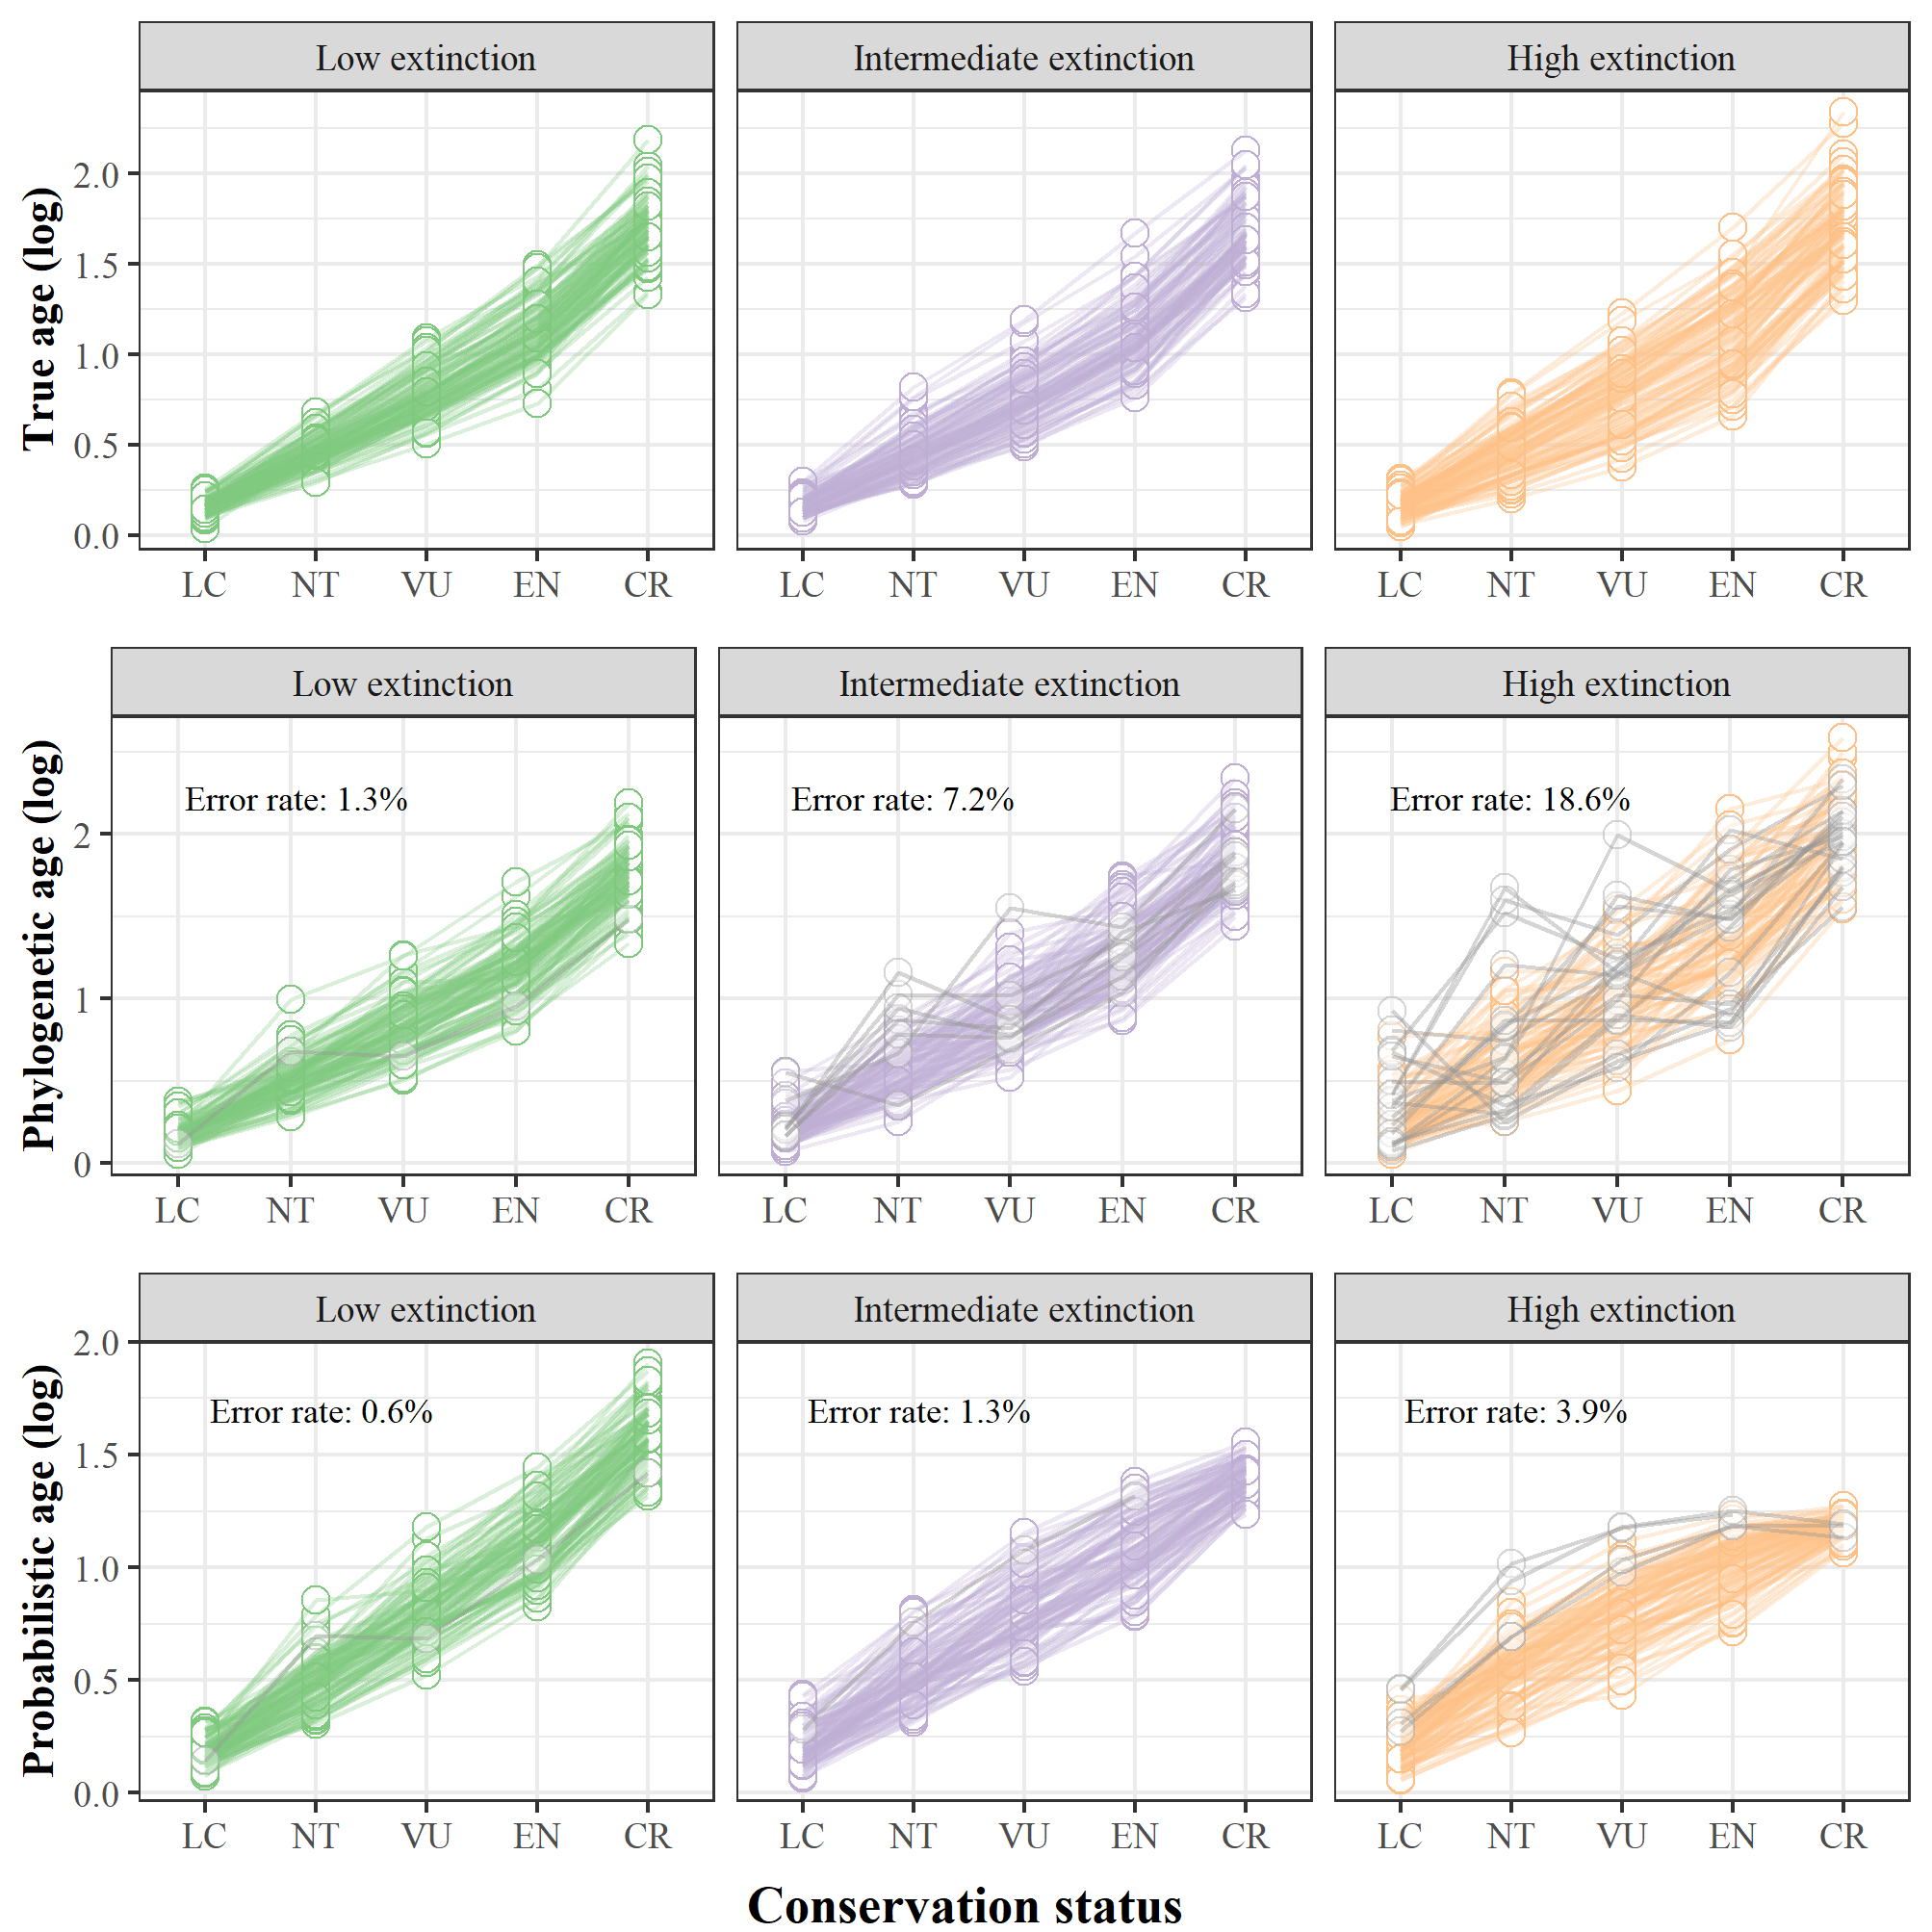 Low extinction
Intermediate extinction
High extinction
True age (log)
2.0
1.5
1.0
0.5
0.0
LC NT VU EN CR
LC NT VU EN CR
LC NT VU EN CR
Low extinction
Intermediate extinction
High extinction
Phylogenetic age (log)
Error rate: 1.3%
Error rate: 7.2%
Error rate: 18.6%
2
1
0
LC NT VU EN CR
LC NT VU EN CR
LC NT VU EN CR
Low extinction
Intermediate extinction
High extinction
Probabilistic age (log)
Error rate: 0.6%
Error rate: 1.3%
Error rate: 3.9%
2.0
1.5
1.0
0.5
0.0
LC NT VU EN CR
LC NT VU EN CR
LC NT VU EN CR
Conservation status